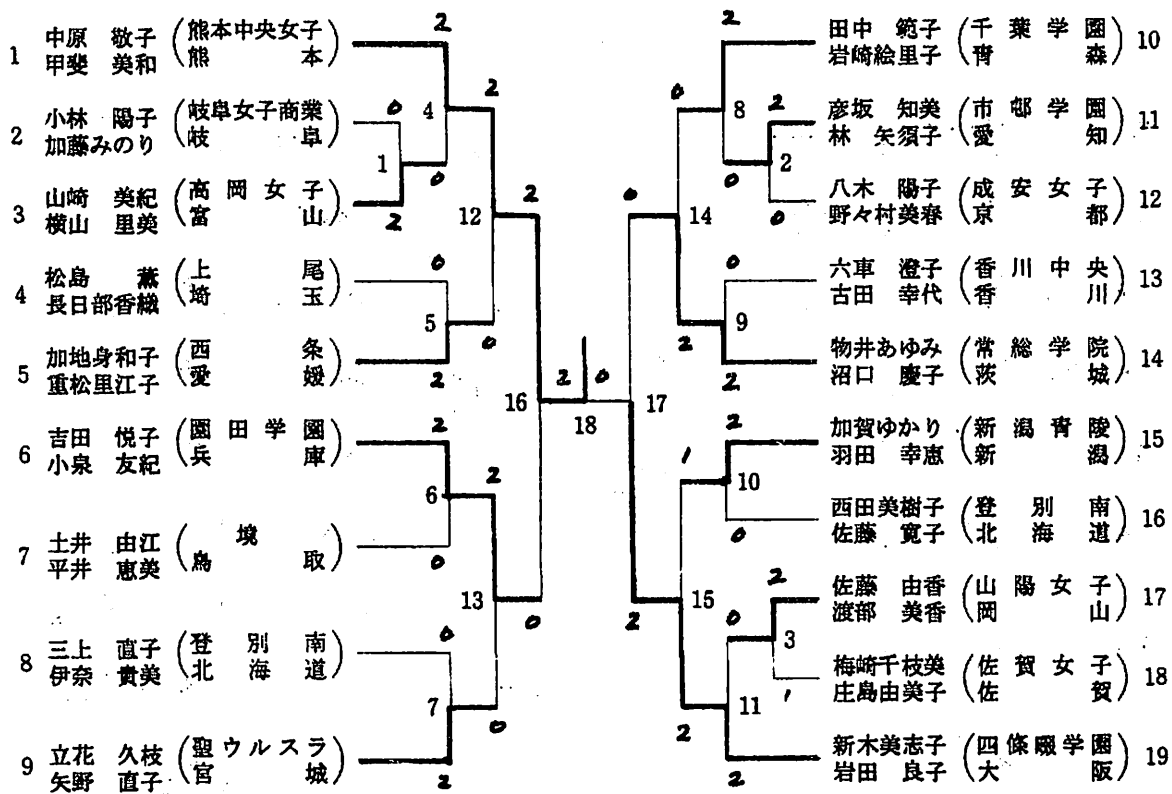 1 中原 敬子 (熊本中央女子)
甲斐 美和 (熊本)
2 小林 陽子 (岐阜女子商業)
加藤みのり (岐阜)
3 山崎 美紀 (高岡女子)
横山 里美 (富山)
4 松島 薫 (上尾)
長日部香織 (埼玉)
5 加地身和子 (西条)
重松里江子 (愛媛)
6 吉田 悦子 (園田学園)
小泉 友紀 (兵庫)
7 土井 由江 (境)
平井 恵美 (鳥取)
8 三上 直子 (登別南)
伊奈 貴美 (北海道)
9 立花 久枝 (聖ウルスラ)
矢野 直子 (宮城)
2
2
0
4
1
0
2
2
12
0
5
0
2
16
2
2
6
0
13
0
0
7
0
2
2 0
18
2
0
8
2
2
0
0
0
14
0
9
2
2
17
2
1
10
0
2
15
2
0
3
1
11
2
2
田中 範子 (千葉学園) 10
岩崎絵里子 (青森)
彦坂 知美 (市邨学園) 11
林 矢須子 (愛知)
八木 陽子 (成安女子) 12
野々村美春 (京都)
六車 澄子 (香川中央) 13
古田 幸代 (香川)
物井あゆみ (常総学院) 14
沼口 慶子 (茨城)
加賀ゆかり (新潟青陵) 15
羽田 幸恵 (新潟)
西田美樹子 (登別南) 16
佐藤 寛子 (北海道)
佐藤 由香 (山陽女子) 17
渡部 美香 (岡山)
梅崎千枝美 (佐賀女子) 18
庄島由美子 (佐賀)
新木美志子 (四條畷学園) 19
岩田 良子 (大阪)